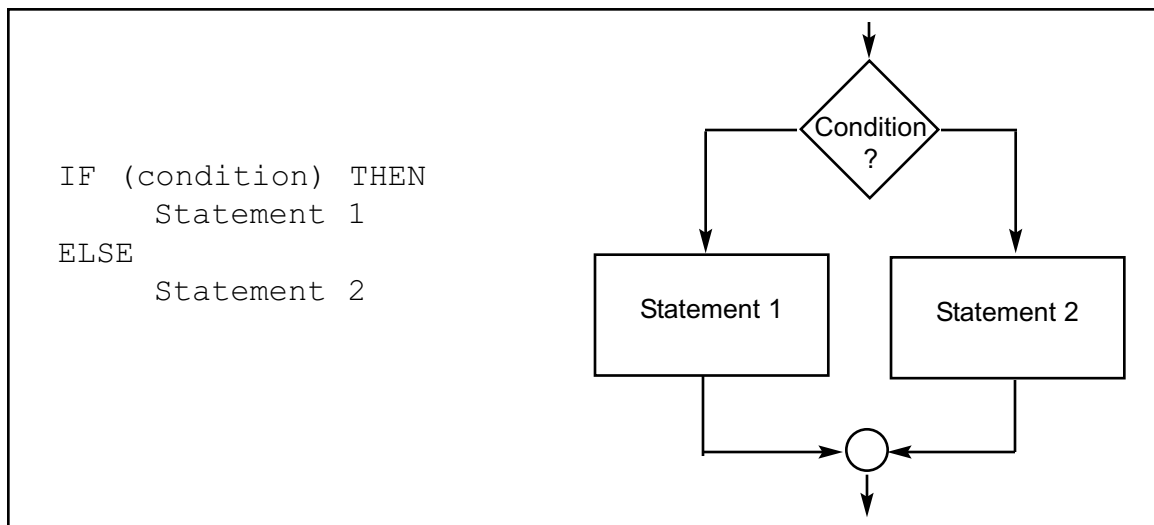 IF (condition) THEN
Statement 1
ELSE
Statement 2
Condition
?
Statement 1
Statement 2